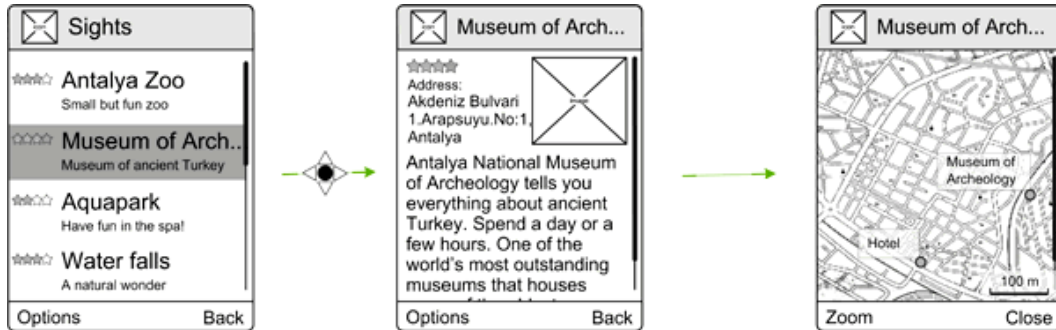 Sights
Antalya Zoo
Small but fun zoo
Museum of Arch..
Museum of ancient Turkey
Aquapark
Have fun in the spa!
Water falls
A natural wonder
Options Back
Museum of Arch...
Address:
Akdeniz Bulvari
1.Arapsuyu.No:1,
Antalya
image
Antalya National Museum
of Archeology tells you
everything about ancient
Turkey. Spend a day or a
few hours. One of the
world's most outstanding
museums that houses
Options Back
Museum of Arch...
Museum of
Archeology
Hotel
100 m
Zoom Close